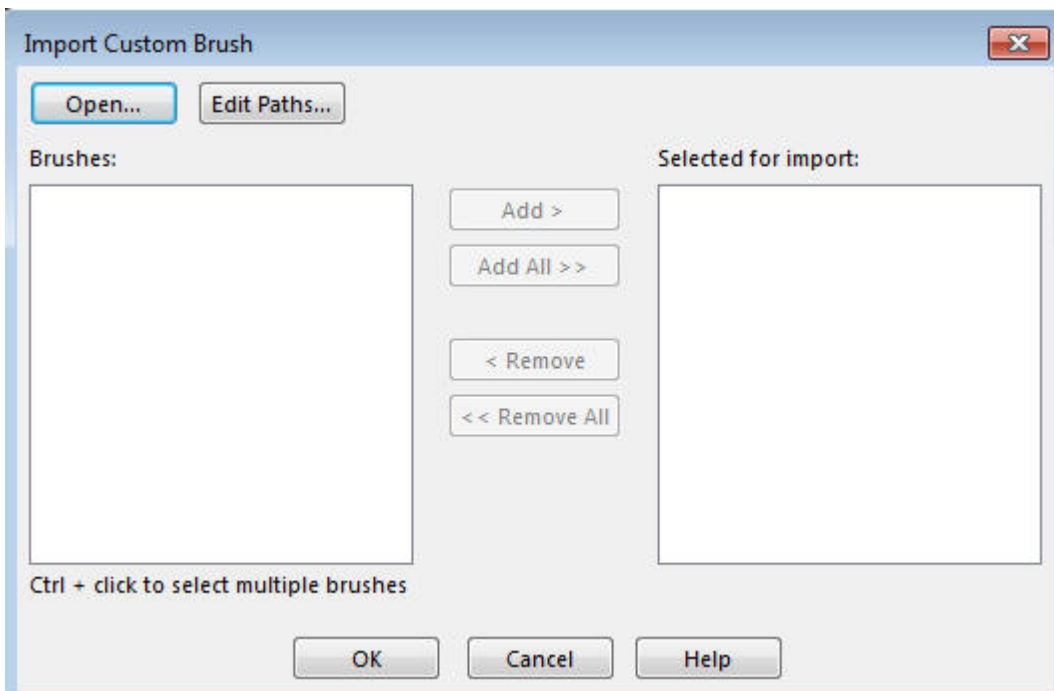 Import Custom Brush
Open...
Edit Paths...
Brushes:
Selected for import:
Add >
Add All >>
< Remove
<< Remove All
Ctrl + click to select multiple brushes
OK
Cancel
Help